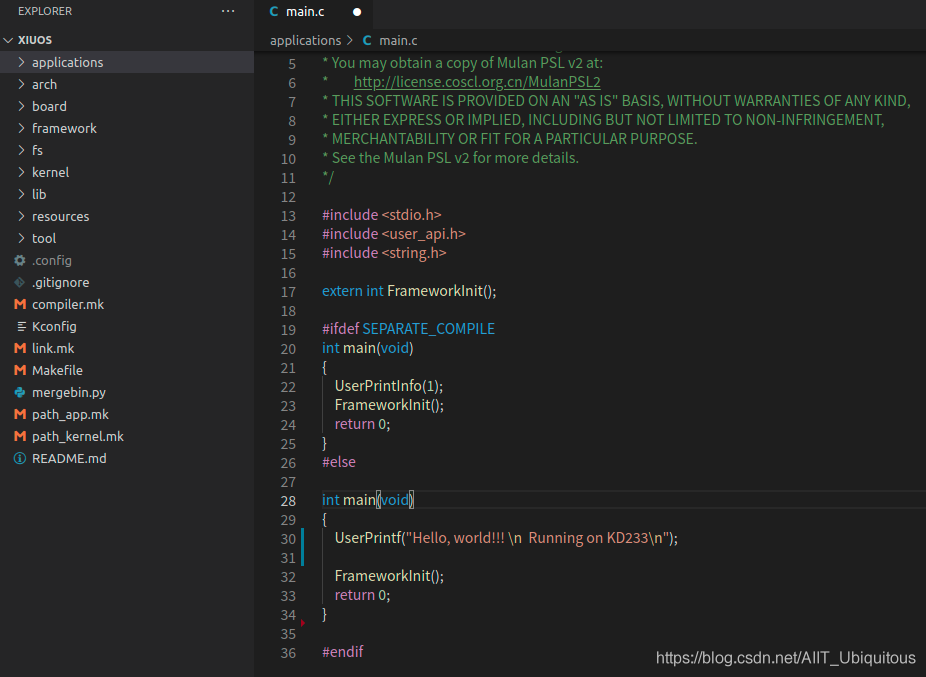 EXPLORER
XIUOS
applications
arch
board
framework
fs
kernel
lib
resources
tool
.config
.gitignore
compiler.mk
Kconfig
link.mk
Makefile
mergebin.py
path_app.mk
path_kernel.mk
README.md
C main.c
applications > C main.c
5 * You may obtain a copy of Mulan PSL v2 at:
6 * http://license.coscl.org.cn/MulanPSL2
7 * THIS SOFTWARE IS PROVIDED ON AN "AS IS" BASIS, WITHOUT WARRANTIES OF ANY KIND,
8 * EITHER EXPRESS OR IMPLIED, INCLUDING BUT NOT LIMITED TO NON-INFRINGEMENT,
9 * MERCHANTABILITY OR FIT FOR A PARTICULAR PURPOSE.
10 * See the Mulan PSL v2 for more details.
11 */
12
13 #include <stdio.h>
14 #include <user_api.h>
15 #include <string.h>
16
17 extern int FrameworkInit();
18
19 #ifdef SEPARATE_COMPILE
20 int main(void)
21 {
22 UserPrintInfo(1);
23 FrameworkInit();
24 return 0;
25 }
26 #else
27
28 int main(void)
29 {
30 UserPrintf("Hello, world!!! \n Running on KD233\n");
31
32 FrameworkInit();
33 return 0;
34 }
35
36 #endif
https://blog.csdn.net/AIIT_Ubiquitous